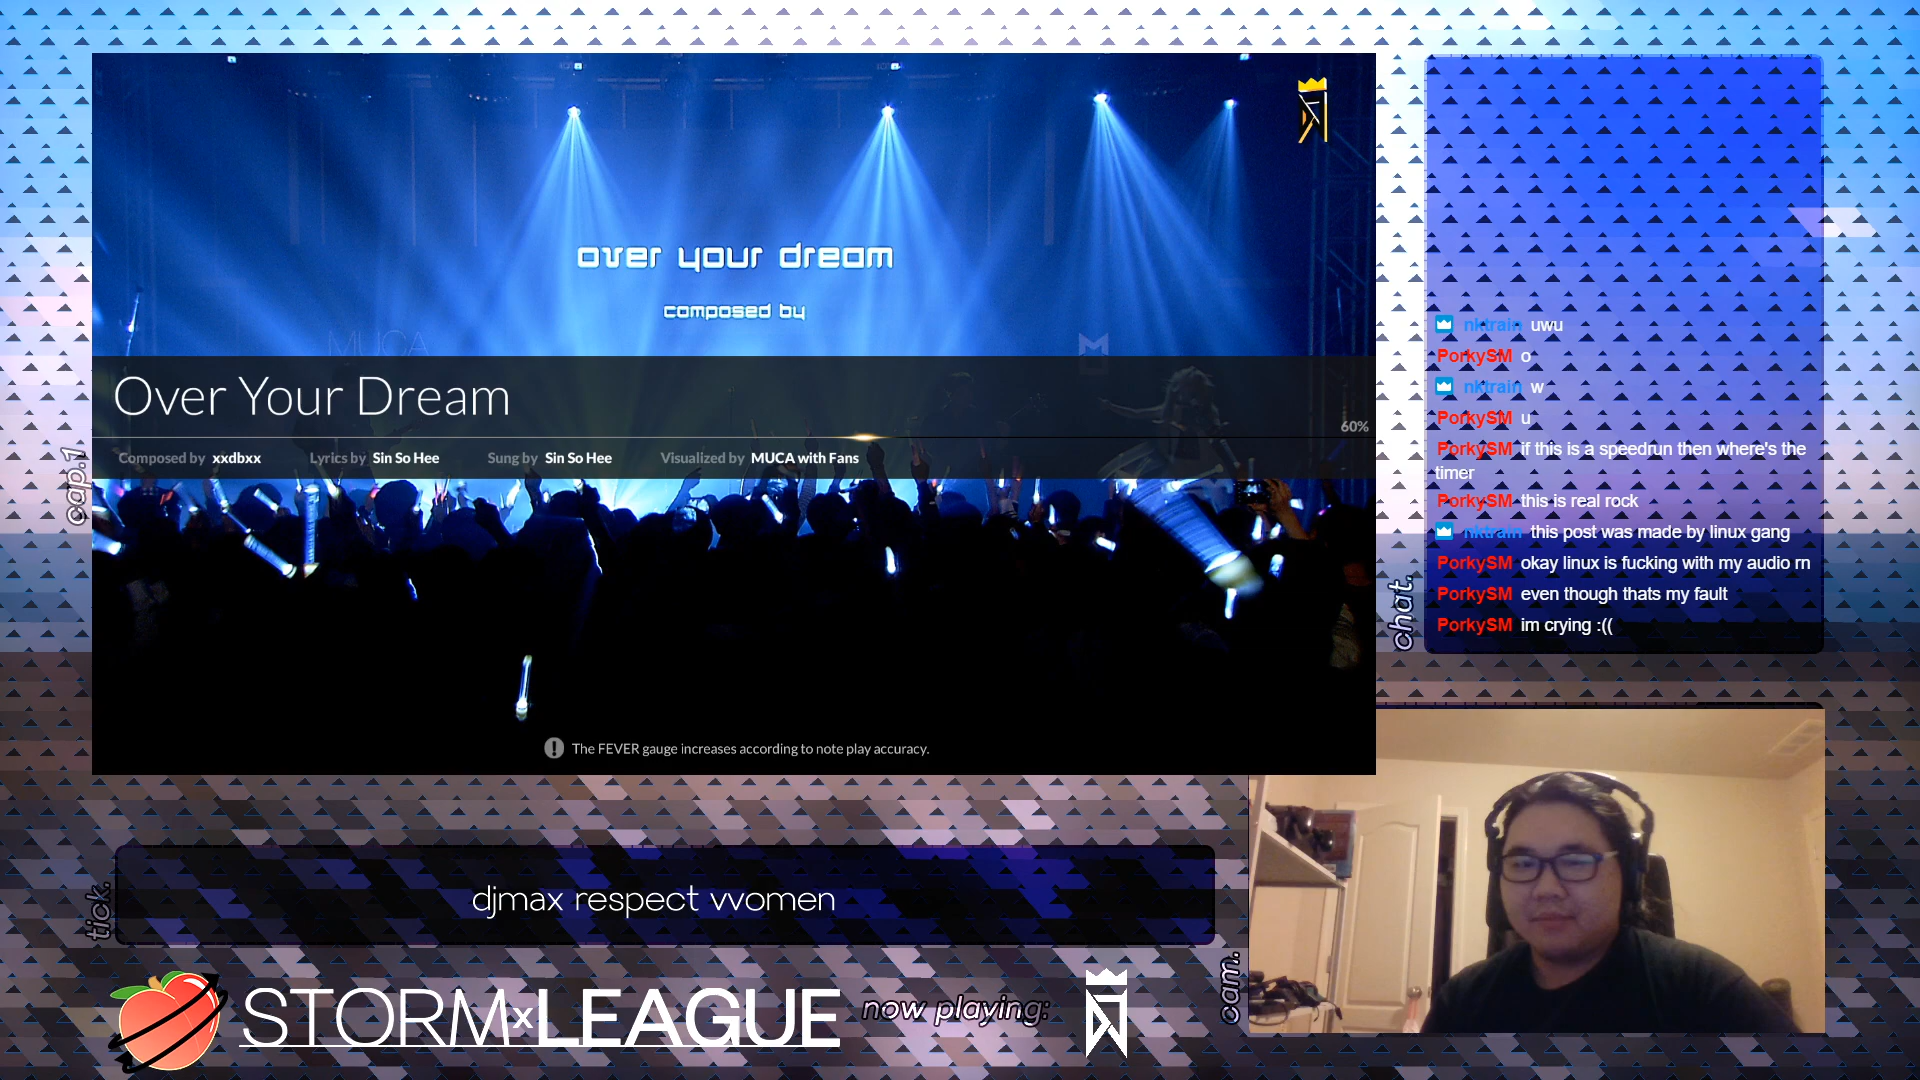 over your dream
composed by
MUCA
Over Your Dream
60%
Composed by xxdbxx Lyrics by Sin So Hee Sung by Sin So Hee Visualized by MUCA with Fans
The FEVER gauge increases according to note play accuracy.
cap.1
nktrain uwu
PorkySM o
nktrain w
PorkySM u
PorkySM if this is a speedrun then where's the
timer
PorkySM this is real rock
nktrain this post was made by linux gang
PorkySM okay linux is fucking with my audio rn
PorkySM even though thats my fault
PorkySM im crying :((
chat.
tick.
djmax respect vvomen
cam.
STORMxLEAGUE
now playing: